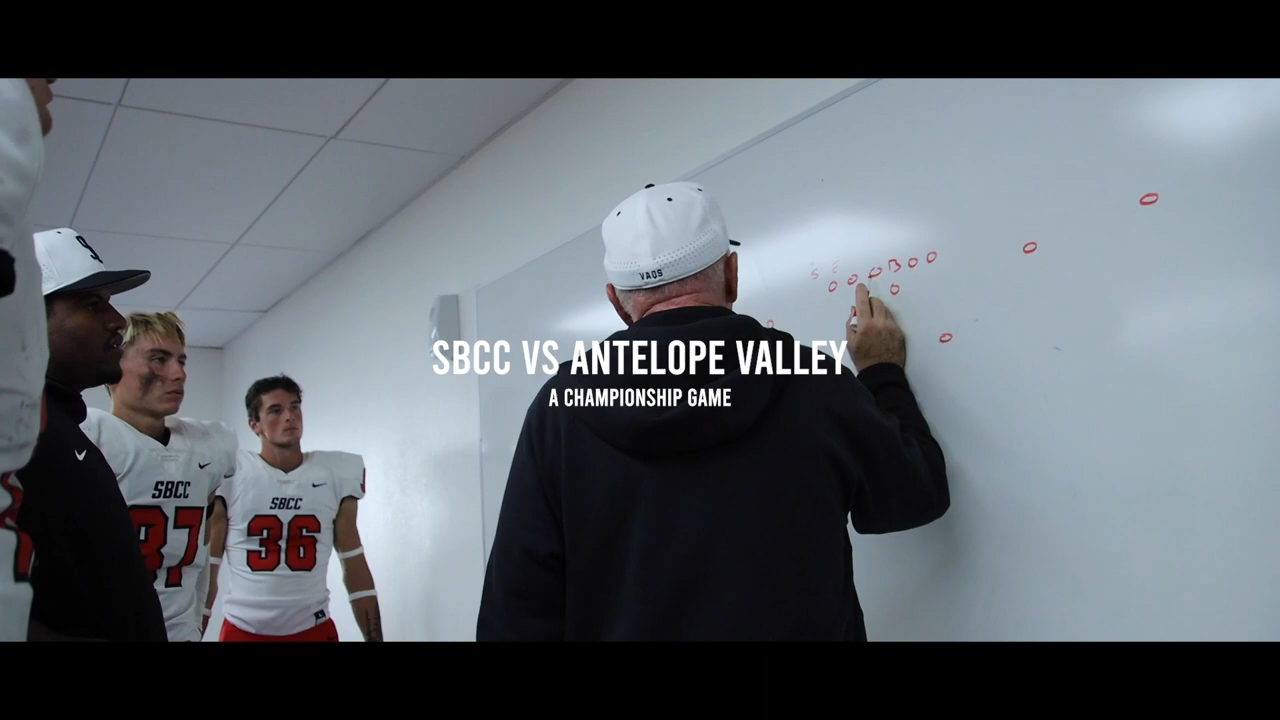 VAQS
SBCC VS ANTELOPE VALLEY
A CHAMPIONSHIP GAME
SBCC
87
SBCC
36